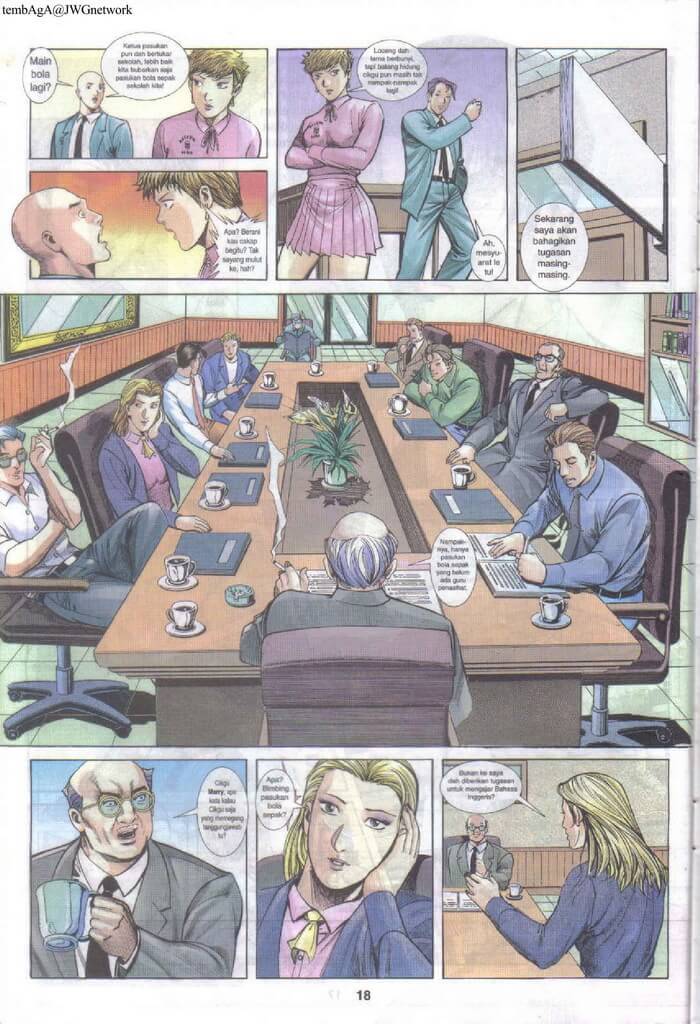 tembAgA@JWGnetwork
Main
bola
lagi?
Ketua pasukan
pun dah bertukar
sekolah, lebih baik
kita bubarkan saja
pasukan bola sepak
sekolah kita!
Loceng dah
lama berbunyi,
tapi batang hidung
cikgu pun masih tak
nampak-nampak
lagi!
Apa? Berani
kau cakap
begitu? Tak
sayang mulut
ke, hah?
Ah,
mesyu-
arat le
tu!
Sekarang
saya akan
bahagikan
tugasan
masing-
masing.
Nampak-
nya, hanya
pasukan
bola sepak
yang belum
ada guru
penasihat!
Cikgu
Marry, apa
kata kalau
Cikgu saja
yang memegang
tanggungjawab
tu?
Apa?
Bimbing
pasukan
bola
sepak?
Bukan ke saya
dah diberikan tugasan
untuk mengajar Bahasa
Inggeris?
18